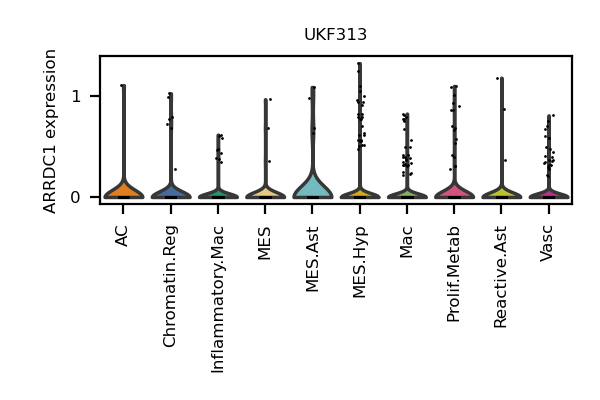 UKF313
ARRDC1 expression
1
0
AC
Chromatin.Reg
Inflammatory.Mac
MES
MES.Ast
MES.Hyp
Mac
Prolif.Metab
Reactive.Ast
Vasc